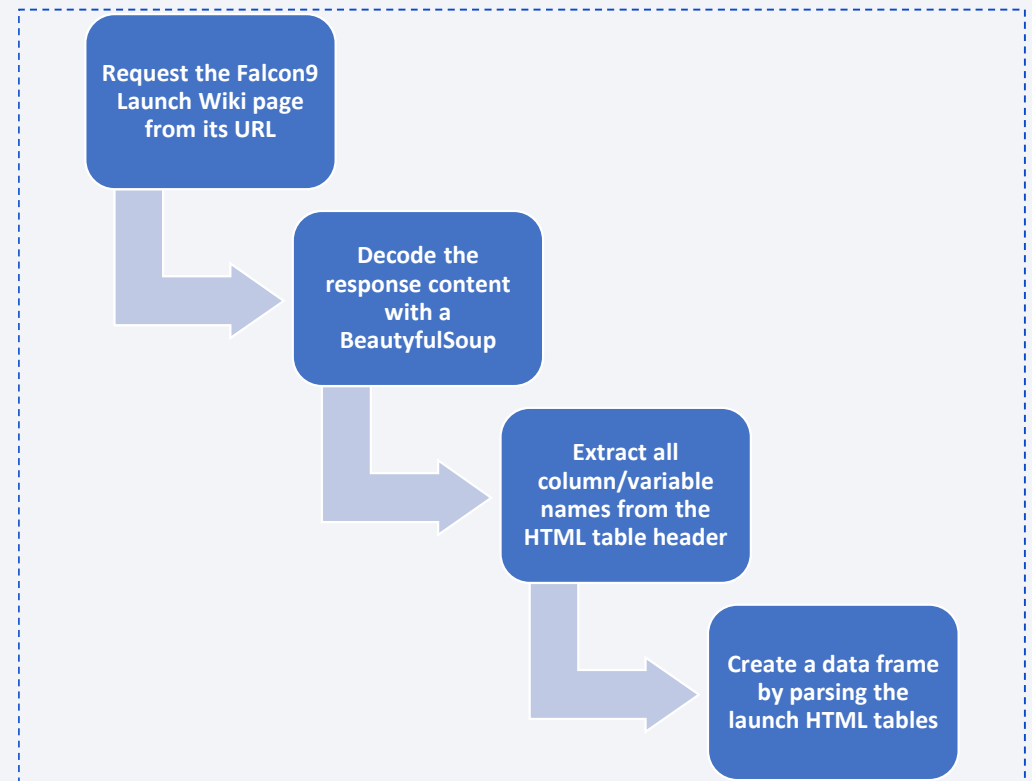 Request the Falcon9
Launch Wiki page
from its URL
Decode the
response content
with a
BeautyfulSoup
Extract all
column/variable
names from the
HTML table header
Create a data frame
by parsing the
launch HTML tables